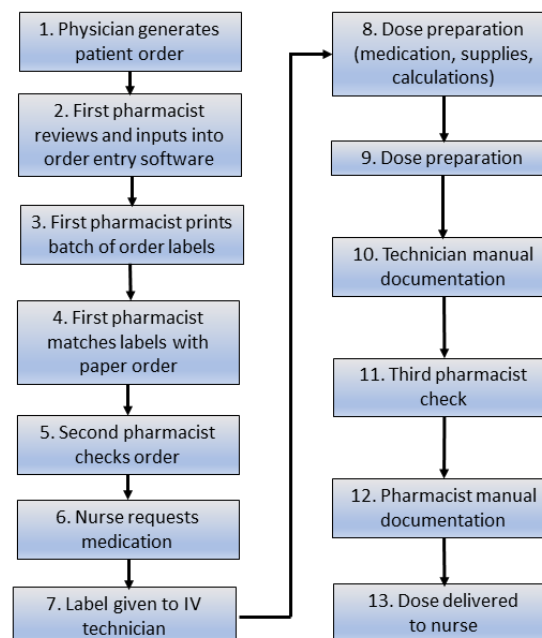 1. Physician generates
patient order
2. First pharmacist
reviews and inputs into
order entry software
3. First pharmacist prints
batch of order labels
4. First pharmacist
matches labels with
paper order
5. Second pharmacist
checks order
6. Nurse requests
medication
7. Label given to IV
technician
8. Dose preparation
(medication, supplies,
calculations)
9. Dose preparation
10. Technician manual
documentation
11. Third pharmacist
check
12. Pharmacist manual
documentation
13. Dose delivered
to nurse